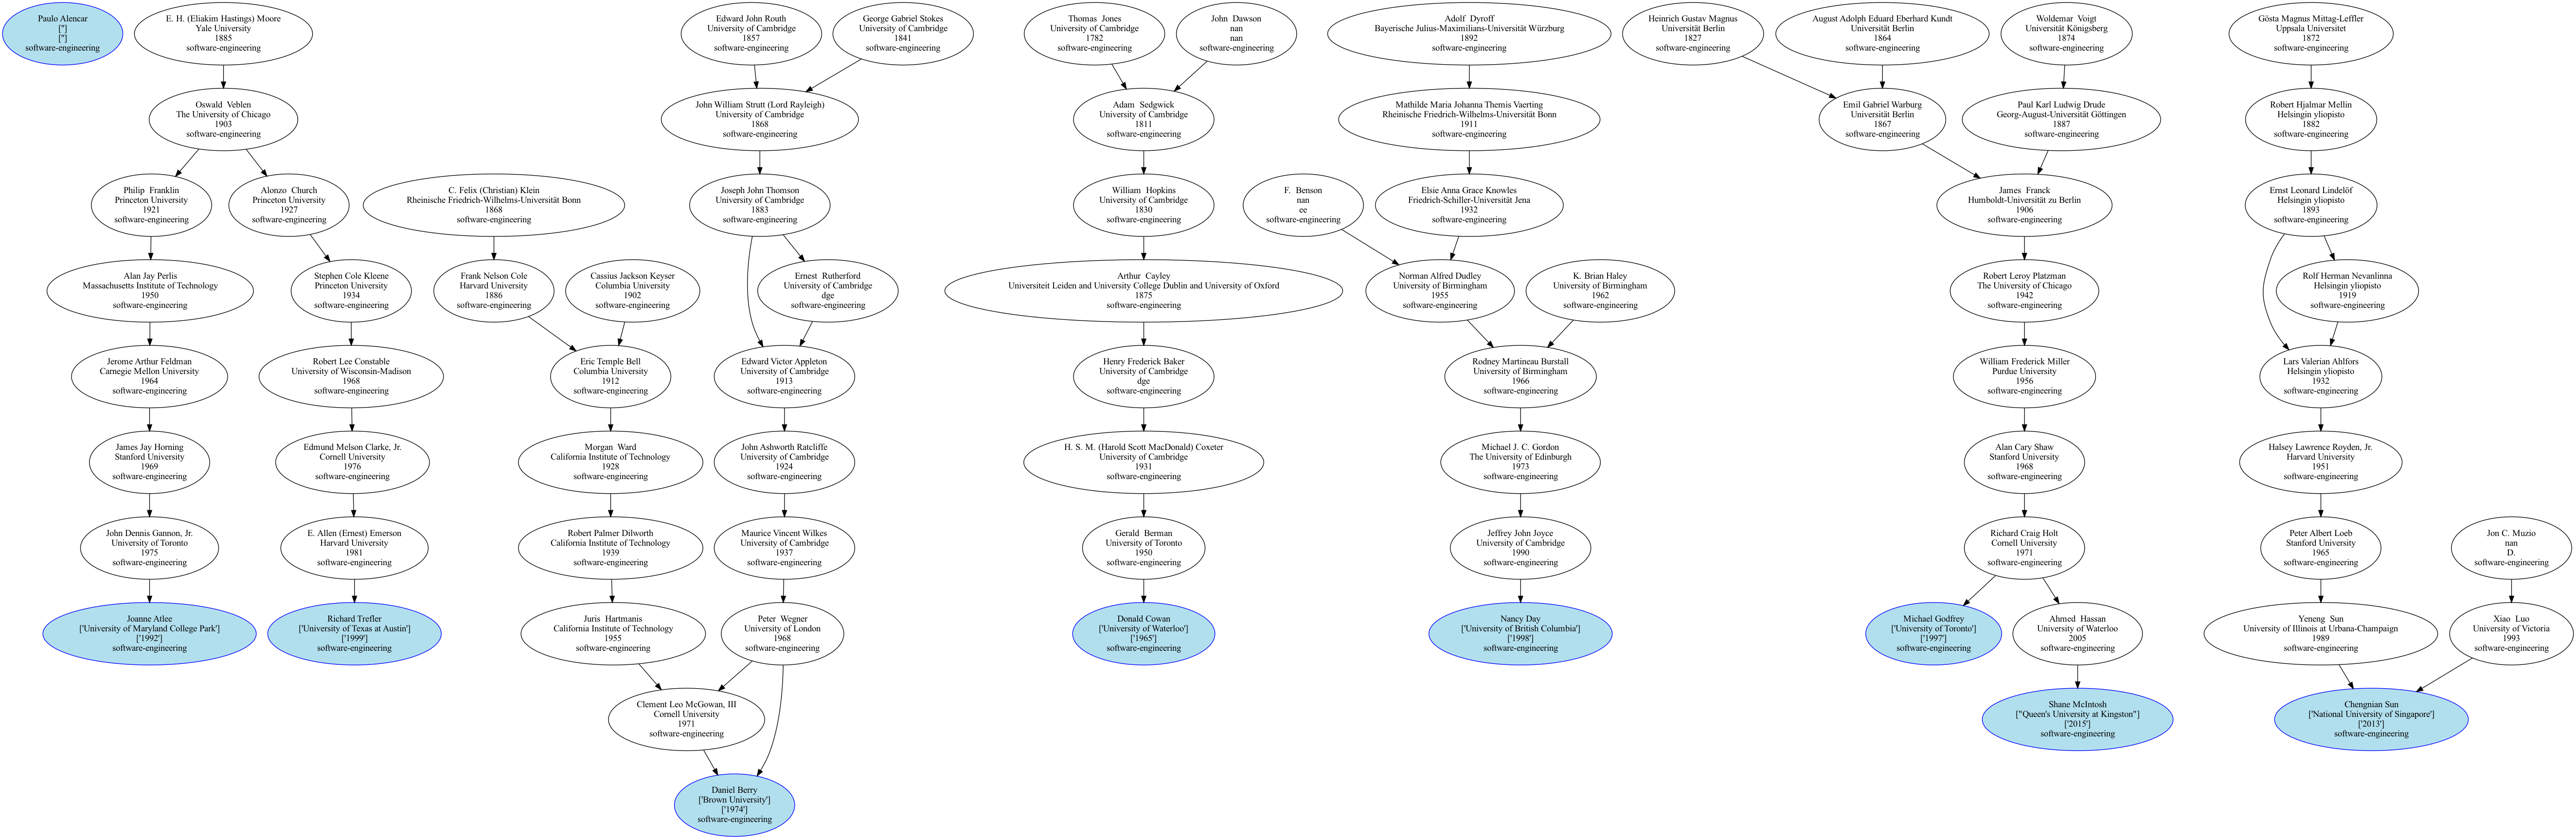 Paulo Alencar
['']
['']
software-engineering
E. H. (Eliakim Hastings) Moore
Yale University
1885
software-engineering
Edward John Routh
University of Cambridge
1857
software-engineering
George Gabriel Stokes
University of Cambridge
1841
software-engineering
Thomas Jones
University of Cambridge
1782
software-engineering
John Dawson
nan
nan
software-engineering
Adolf Dyroff
Bayerische Julius-Maximilians-Universität Würzburg
1892
software-engineering
Heinrich Gustav Magnus
Universität Berlin
1827
software-engineering
August Adolph Eduard Eberhard Kundt
Universität Berlin
1864
software-engineering
Woldemar Voigt
Universität Königsberg
1874
software-engineering
Gösta Magnus Mittag-Leffler
Uppsala Universitet
1872
software-engineering
Oswald Veblen
The University of Chicago
1903
software-engineering
John William Strutt (Lord Rayleigh)
University of Cambridge
1868
software-engineering
Adam Sedgwick
University of Cambridge
1811
software-engineering
Mathilde Maria Johanna Themis Vaerting
Rheinische Friedrich-Wilhelms-Universität Bonn
1911
software-engineering
Emil Gabriel Warburg
Universität Berlin
1867
software-engineering
Paul Karl Ludwig Drude
Georg-August-Universität Göttingen
1887
software-engineering
Robert Hjalmar Mellin
Helsingin yliopisto
1882
software-engineering
Philip Franklin
Princeton University
1921
software-engineering
Alonzo Church
Princeton University
1927
software-engineering
C. Felix (Christian) Klein
Rheinische Friedrich-Wilhelms-Universität Bonn
1868
software-engineering
Joseph John Thomson
University of Cambridge
1883
software-engineering
William Hopkins
University of Cambridge
1830
software-engineering
F. Benson
nan
ce
software-engineering
Elsie Anna Grace Knowles
Friedrich-Schiller-Universität Jena
1932
software-engineering
James Franck
Humboldt-Universität zu Berlin
1906
software-engineering
Ernst Leonard Lindelöf
Helsingin yliopisto
1893
software-engineering
Alan Jay Perlis
Massachusetts Institute of Technology
1950
software-engineering
Stephen Cole Kleene
Princeton University
1934
software-engineering
Frank Nelson Cole
Harvard University
1886
software-engineering
Cassius Jackson Keyser
Columbia University
1902
software-engineering
Ernest Rutherford
University of Cambridge
dge
software-engineering
Arthur Cayley
Universiteit Leiden and University College Dublin and University of Oxford
1875
software-engineering
Norman Alfred Dudley
University of Birmingham
1955
software-engineering
K. Brian Haley
University of Birmingham
1962
software-engineering
Robert Leroy Platzman
The University of Chicago
1942
software-engineering
Rolf Herman Nevanlinna
Helsingin yliopisto
1919
software-engineering
Jerome Arthur Feldman
Carnegie Mellon University
1964
software-engineering
Robert Lee Constable
University of Wisconsin-Madison
1968
software-engineering
Eric Temple Bell
Columbia University
1912
software-engineering
Edward Victor Appleton
University of Cambridge
1913
software-engineering
Henry Frederick Baker
University of Cambridge
dge
software-engineering
Rodney Martineau Burstall
University of Birmingham
1966
software-engineering
William Frederick Miller
Purdue University
1956
software-engineering
Lars Valerian Ahlfors
Helsingin yliopisto
1932
software-engineering
James Jay Horning
Stanford University
1969
software-engineering
Edmund Melson Clarke, Jr.
Cornell University
1976
software-engineering
Morgan Ward
California Institute of Technology
1928
software-engineering
John Ashworth Ratcliffe
University of Cambridge
1924
software-engineering
H. S. M. (Harold Scott MacDonald) Coxeter
University of Cambridge
1931
software-engineering
Michael J. C. Gordon
The University of Edinburgh
1973
software-engineering
Alan Cary Shaw
Stanford University
1968
software-engineering
Halsey Lawrence Royden, Jr.
Harvard University
1951
software-engineering
John Dennis Gannon, Jr.
University of Toronto
1975
software-engineering
E. Allen (Ernest) Emerson
Harvard University
1981
software-engineering
Robert Palmer Dilworth
California Institute of Technology
1939
software-engineering
Maurice Vincent Wilkes
University of Cambridge
1937
software-engineering
Gerald Berman
University of Toronto
1950
software-engineering
Jeffrey John Joyce
University of Cambridge
1990
software-engineering
Richard Craig Holt
Cornell University
1971
software-engineering
Peter Albert Loeb
Stanford University
1965
software-engineering
Jon C. Muzio
nan
D.
software-engineering
Joanne Atlee
['University of Maryland College Park']
['1992']
software-engineering
Richard Trefler
['University of Texas at Austin']
['1999']
software-engineering
Juris Hartmanis
California Institute of Technology
1955
software-engineering
Peter Wegner
University of London
1968
software-engineering
Donald Cowan
['University of Waterloo']
['1965']
software-engineering
Nancy Day
['University of British Columbia']
['1998']
software-engineering
Michael Godfrey
['University of Toronto']
['1997']
software-engineering
Ahmed Hassan
University of Waterloo
2005
software-engineering
Yeneng Sun
University of Illinois at Urbana-Champaign
1989
software-engineering
Xiao Luo
University of Victoria
1993
software-engineering
Clement Leo McGowan, III
Cornell University
1971
software-engineering
Shane McIntosh
["Queen's University at Kingston"]
['2015']
software-engineering
Chengnian Sun
['National University of Singapore']
['2013']
software-engineering
Daniel Berry
['Brown University']
['1974']
software-engineering